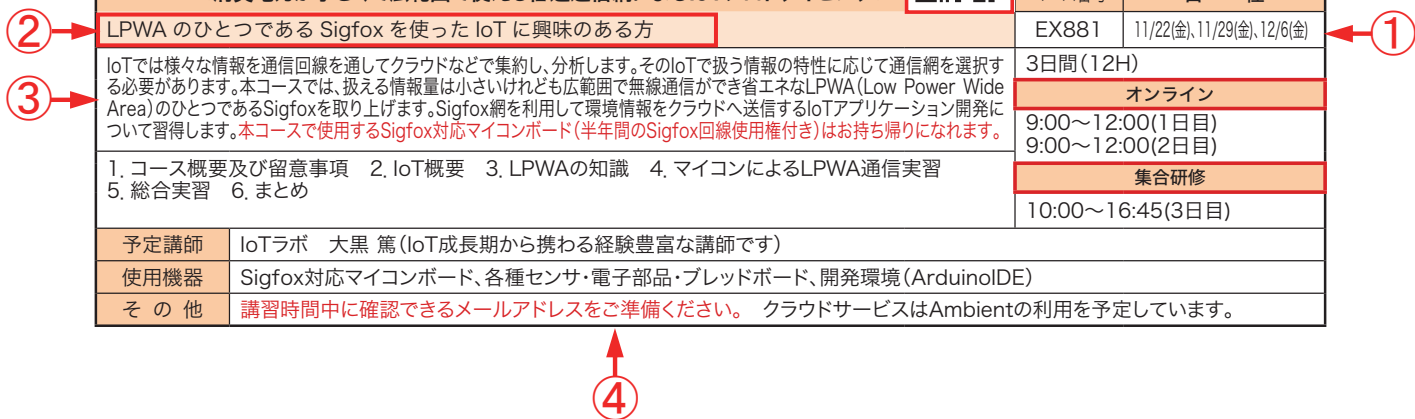 ②
LPWA のひとつである Sigfox を使った IoT に興味のある方
EX881
11/22(金)、11/29(金)、12/6(金)
①
③
IoTでは様々な情報を通信回線を通してクラウドなどで集約し、分析します。そのIoTで扱う情報の特性に応じて通信網を選択す
る必要があります。本コースでは、扱える情報量は小さいけれども広範囲で無線通信ができ省エネなLPWA(Low Power Wide
Area)のひとつであるSigfoxを取り上げます。Sigfox網を利用して環境情報をクラウドへ送信するIoTアプリケーション開発に
ついて習得します。本コースで使用するSigfox対応マイコンボード(半年間のSigfox回線使用権付き)はお持ち帰りになれます。
3日間(12H)
オンライン
9:00〜12:00(1日目)
9:00〜12:00(2日目)
集合研修
10:00〜16:45(3日目)
1. コース概要及び留意事項 2. IoT概要 3. LPWAの知識 4. マイコンによるLPWA通信実習
5. 総合実習 6. まとめ
予定講師 IoTラボ 大黒 篤(IoT成長期から携わる経験豊富な講師です)
使用機器 Sigfox対応マイコンボード、各種センサ・電子部品・ブレッドボード、開発環境(ArduinoIDE)
その他 講習時間中に確認できるメールアドレスをご準備ください。 クラウドサービスはAmbientの利用を予定しています。
④